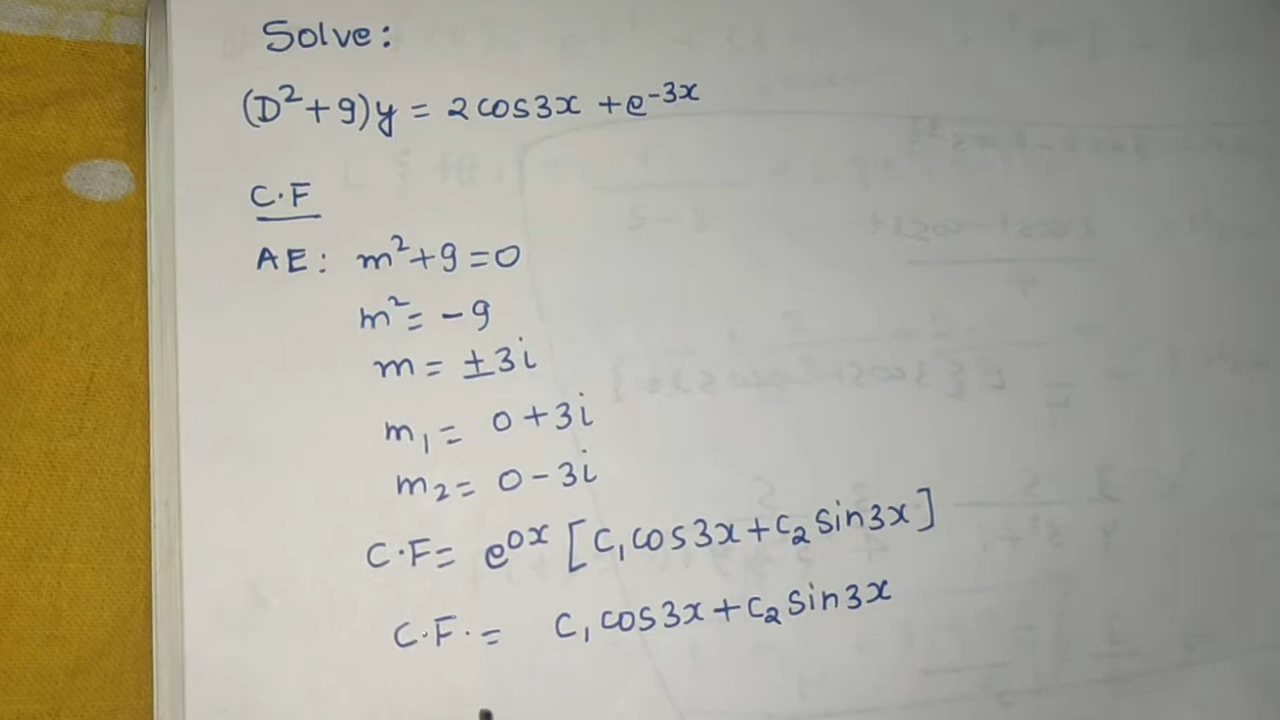 Solve:
(D²+9)y = 2cos3x + e⁻³ˣ
C.F
AE: m²+9=0
m²= -9
m= ±3i
m₁= 0+3i
m₂= 0-3i
C.F= e⁰ˣ [C₁cos3x+C₂sin3x]
C.F.= C₁cos3x+C₂sin3x